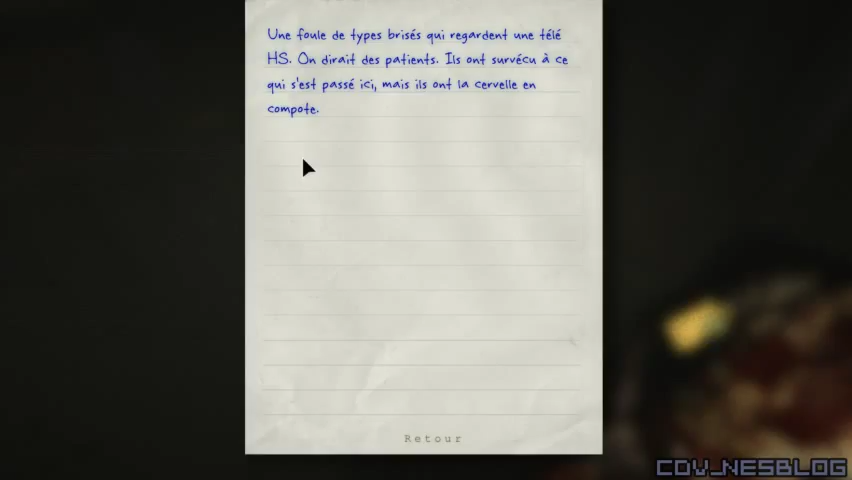 Une foule de types brisés qui regardent une télé
HS. On dirait des patients. Ils ont survécu à ce
qui s'est passé ici, mais ils ont la cervelle en
compote.
Retour
CDV_NESBLOG